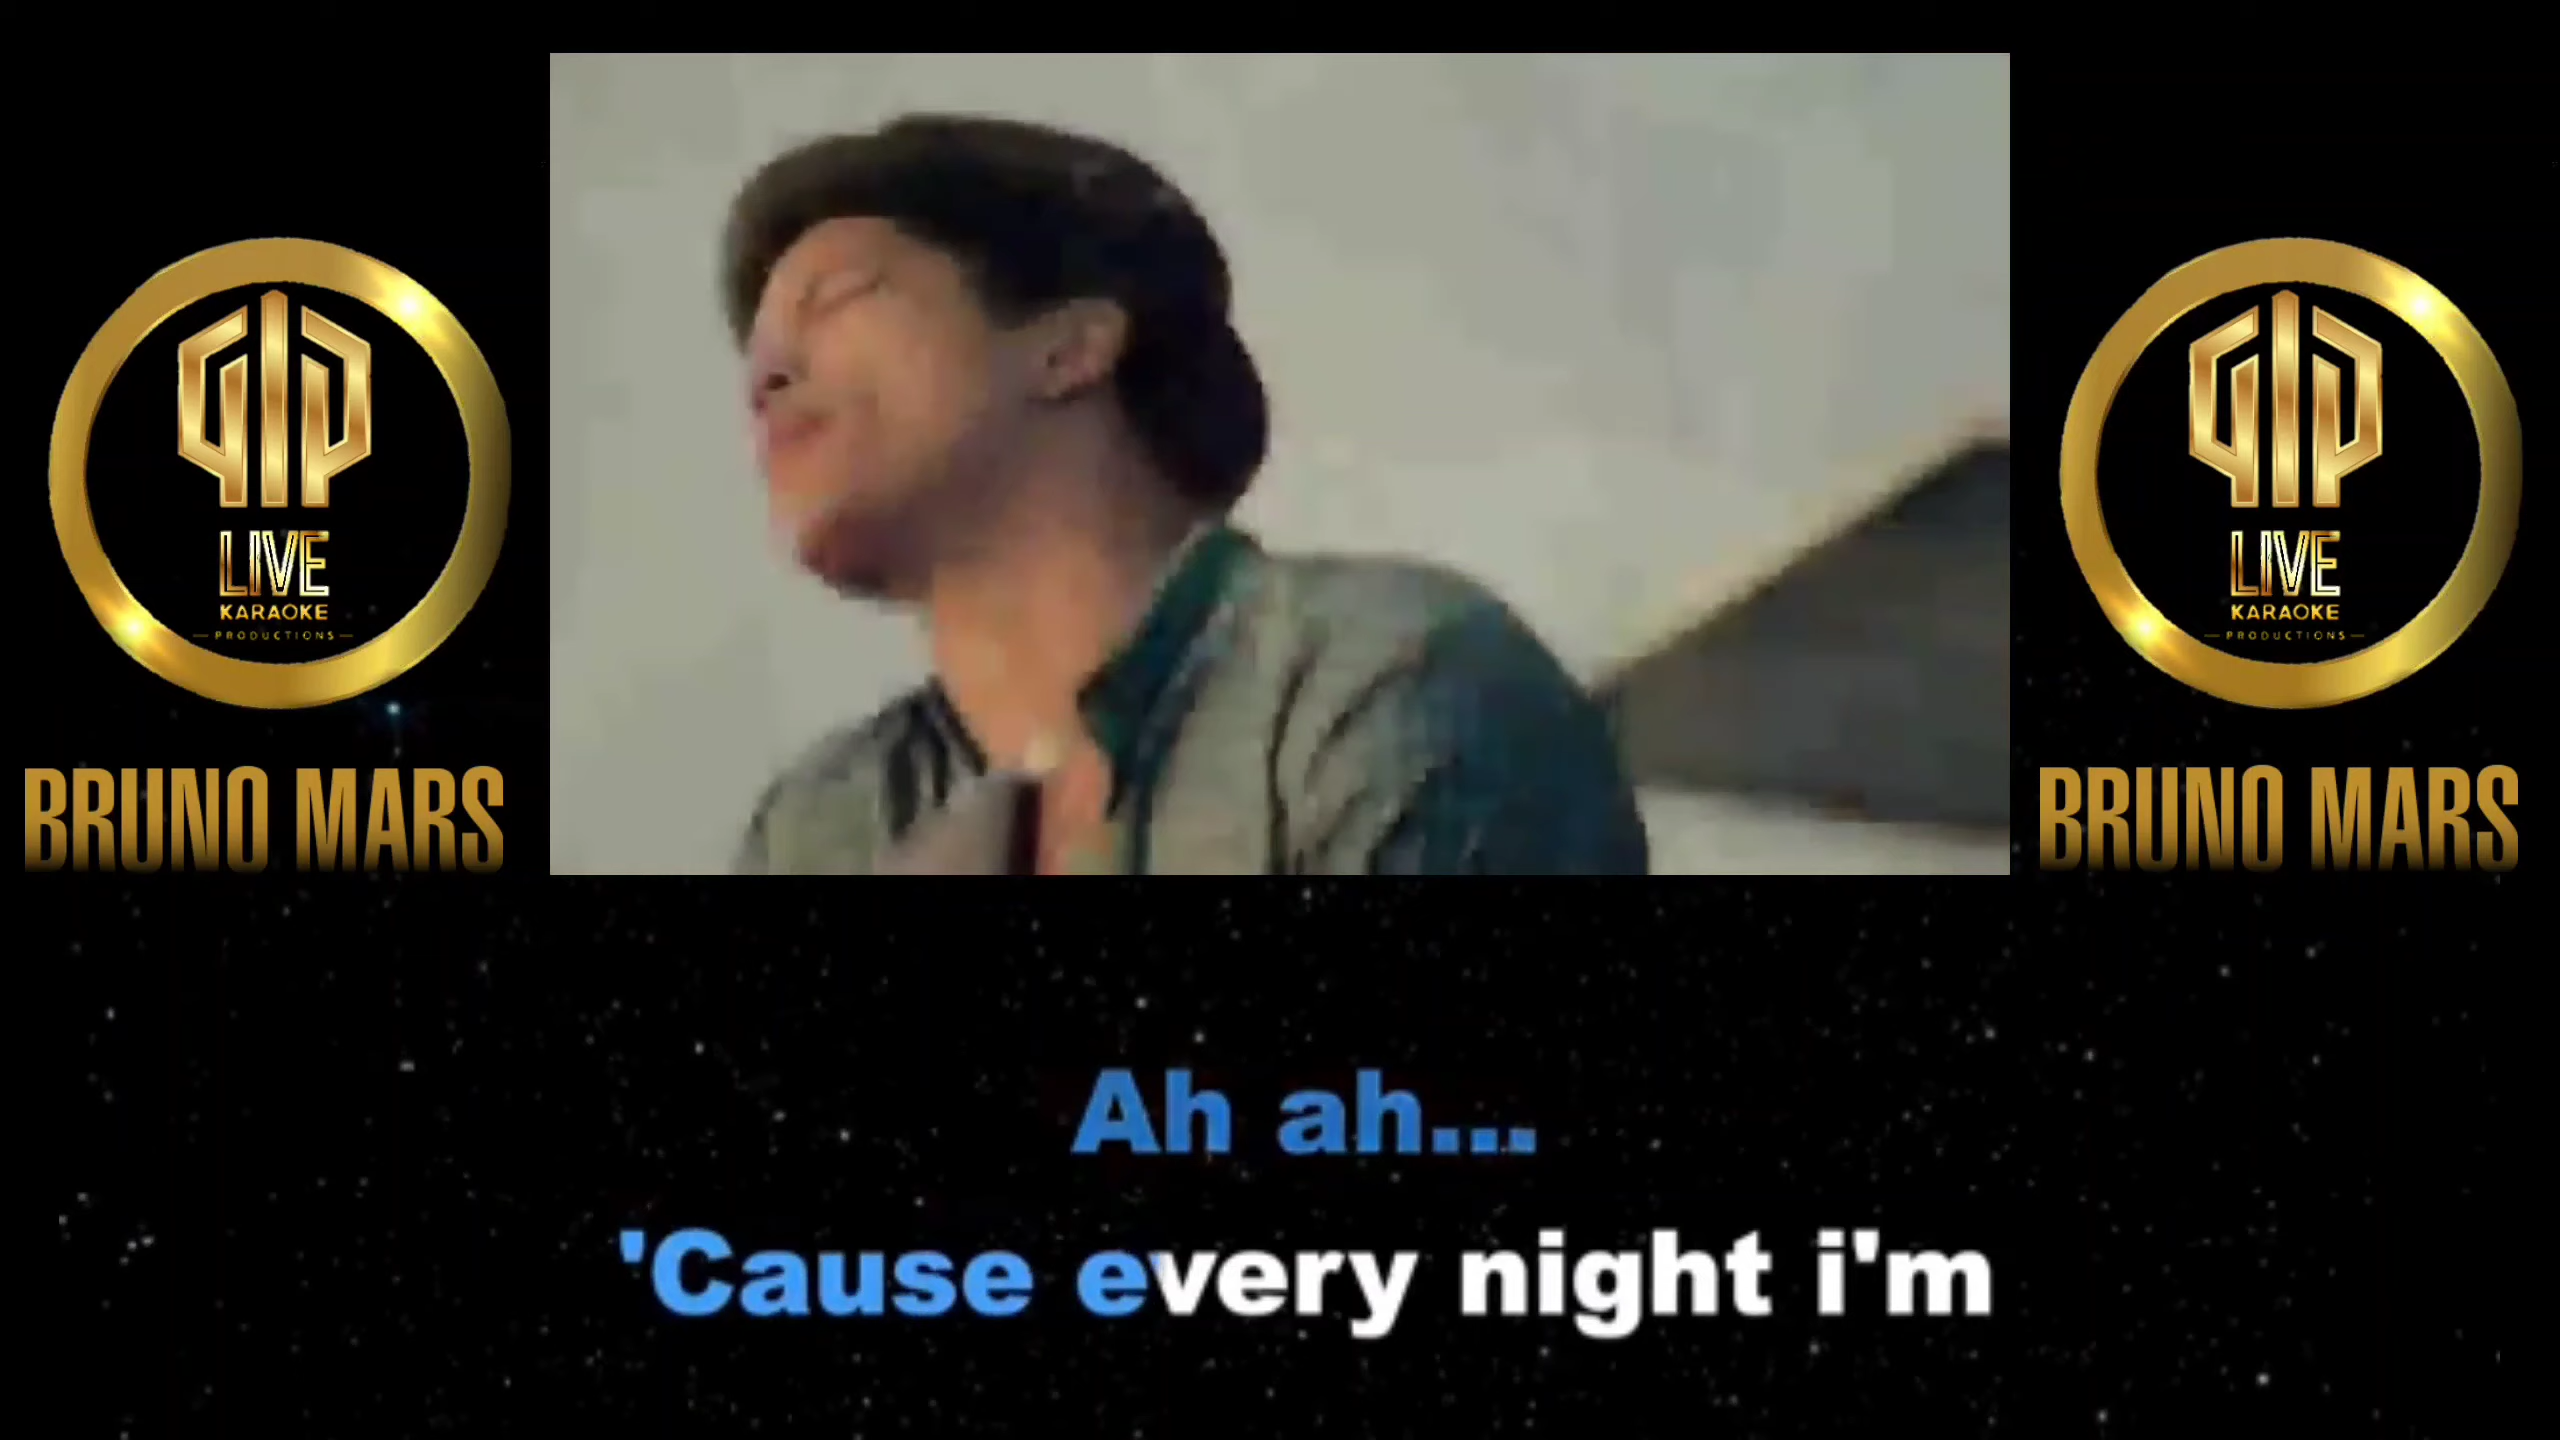 LIVE
KARAOKE
PRODUCTIONS
BRUNO MARS
LIVE
KARAOKE
PRODUCTIONS
BRUNO MARS
Ah ah...
'Cause every night i'm